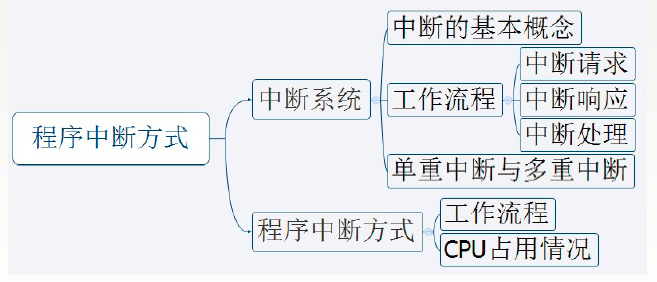 程序中断方式
中断系统
中断的基本概念
工作流程
中断请求
中断响应
中断处理
单重中断与多重中断
程序中断方式
工作流程
CPU占用情况